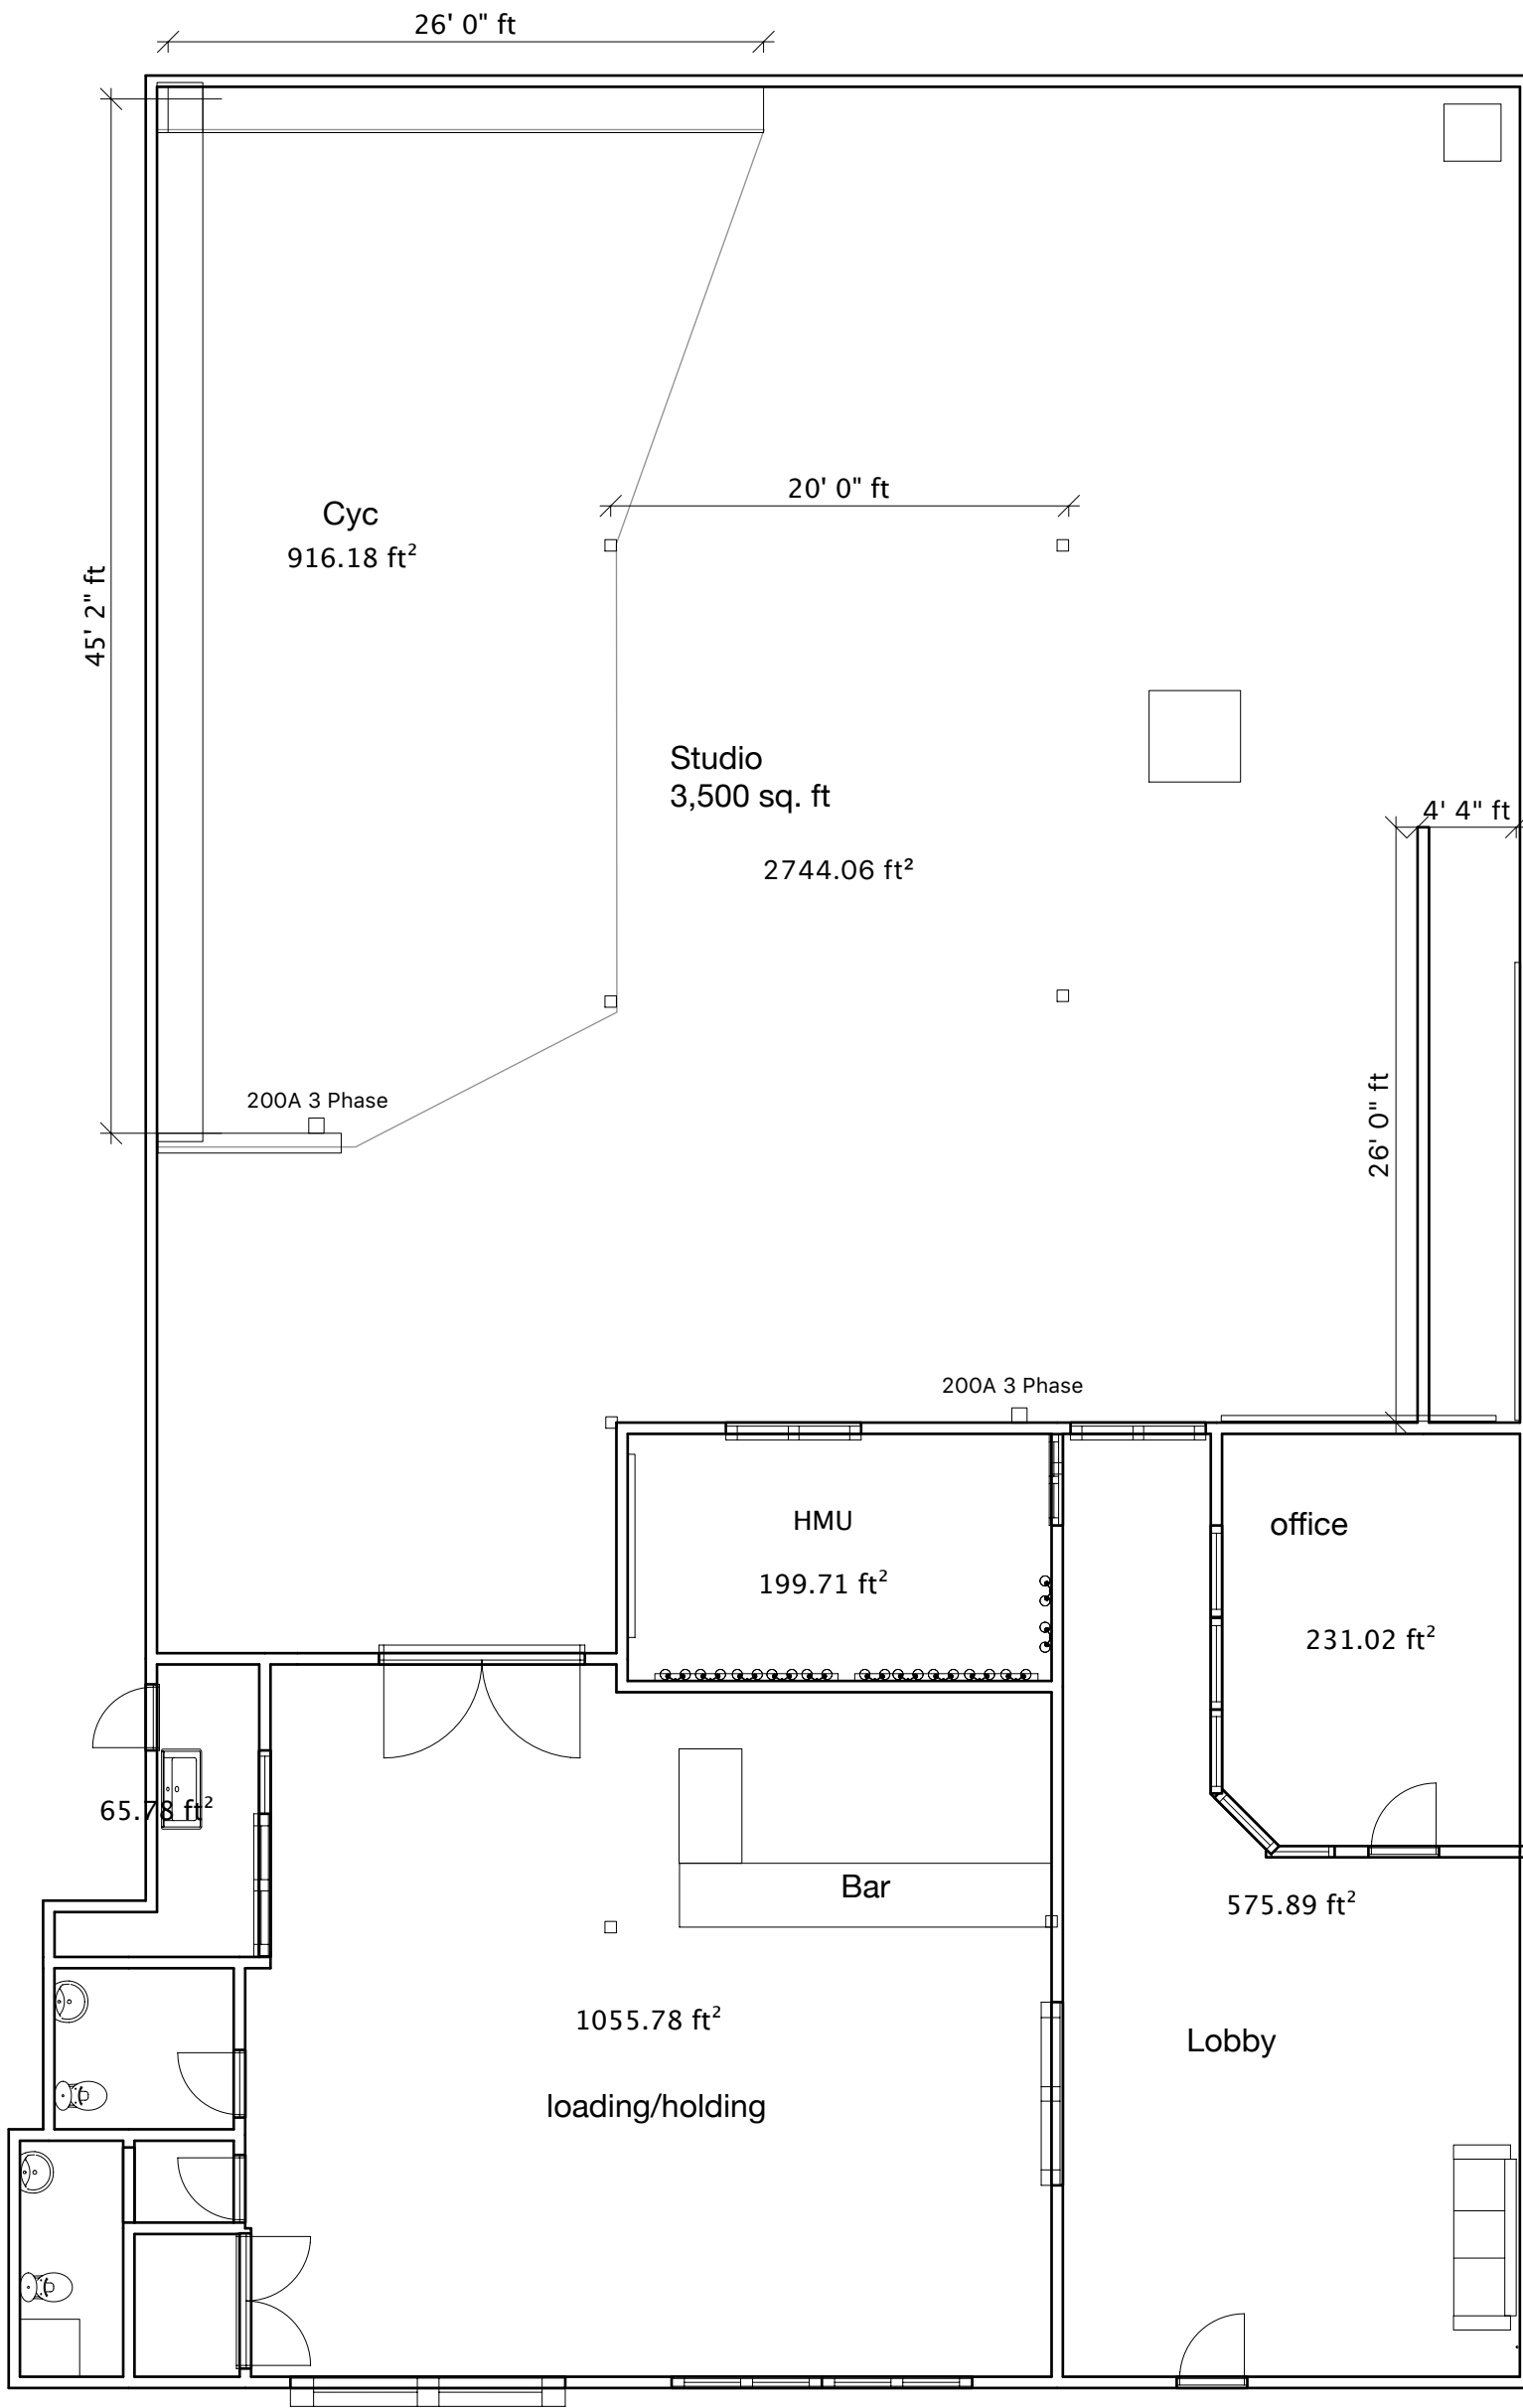 26' 0" ft
20' 0" ft
Cyc
916.18 ft²
45' 2" ft
Studio
3,500 sq. ft
4' 4" ft
2744.06 ft²
200A 3 Phase
26' 0" ft
200A 3 Phase
HMU
office
199.71 ft²
231.02 ft²
65.78 ft²
Bar
575.89 ft²
1055.78 ft²
Lobby
loading/holding